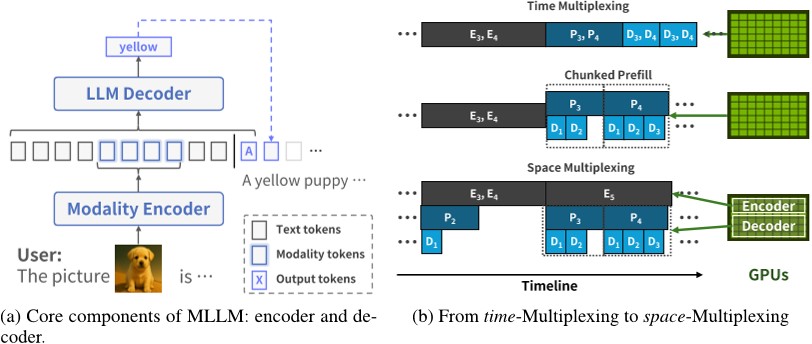 yellow
LLM Decoder
A
...
A yellow puppy ...
Modality Encoder
User:
The picture is ...
Text tokens
Modality tokens
X Output tokens
(a) Core components of MLLM: encoder and de-
coder.
Time Multiplexing
... E3, E4 P3, P4 D3, D4 D3, D4
Chunked Prefill
... E3, E4 P3 P4 ...
D1 D2 D1 D2 D3
Space Multiplexing
... E3, E4 E5 ...
... P2 P3 P4 ...
... D1 D1 D2 D1 D2 D3 ...
Encoder
Decoder
Timeline
GPUs
(b) From time-Multiplexing to space-Multiplexing